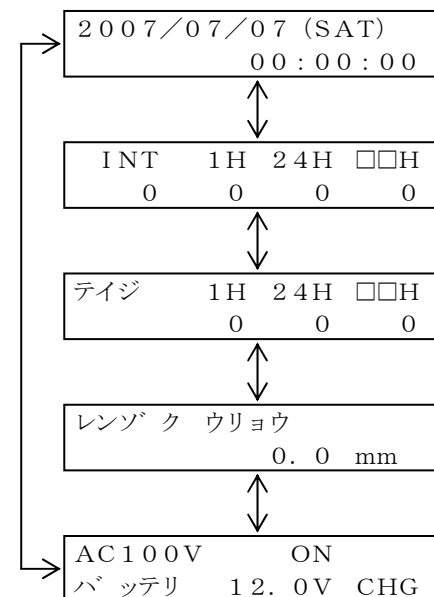 ２００７／０７／０７（SAT）
００：００：００
ＩＮＴ　１Ｈ　２４Ｈ　□□Ｈ
０　０　０　０
テイジ　１Ｈ　２４Ｈ　□□Ｈ
０　０　０
レンゾ゛ク　ウリョウ
０．０　ｍｍ
ＡＣ１００Ｖ　ＯＮ
ハ゛ッテリ　１２．０Ｖ　ＣＨＧ